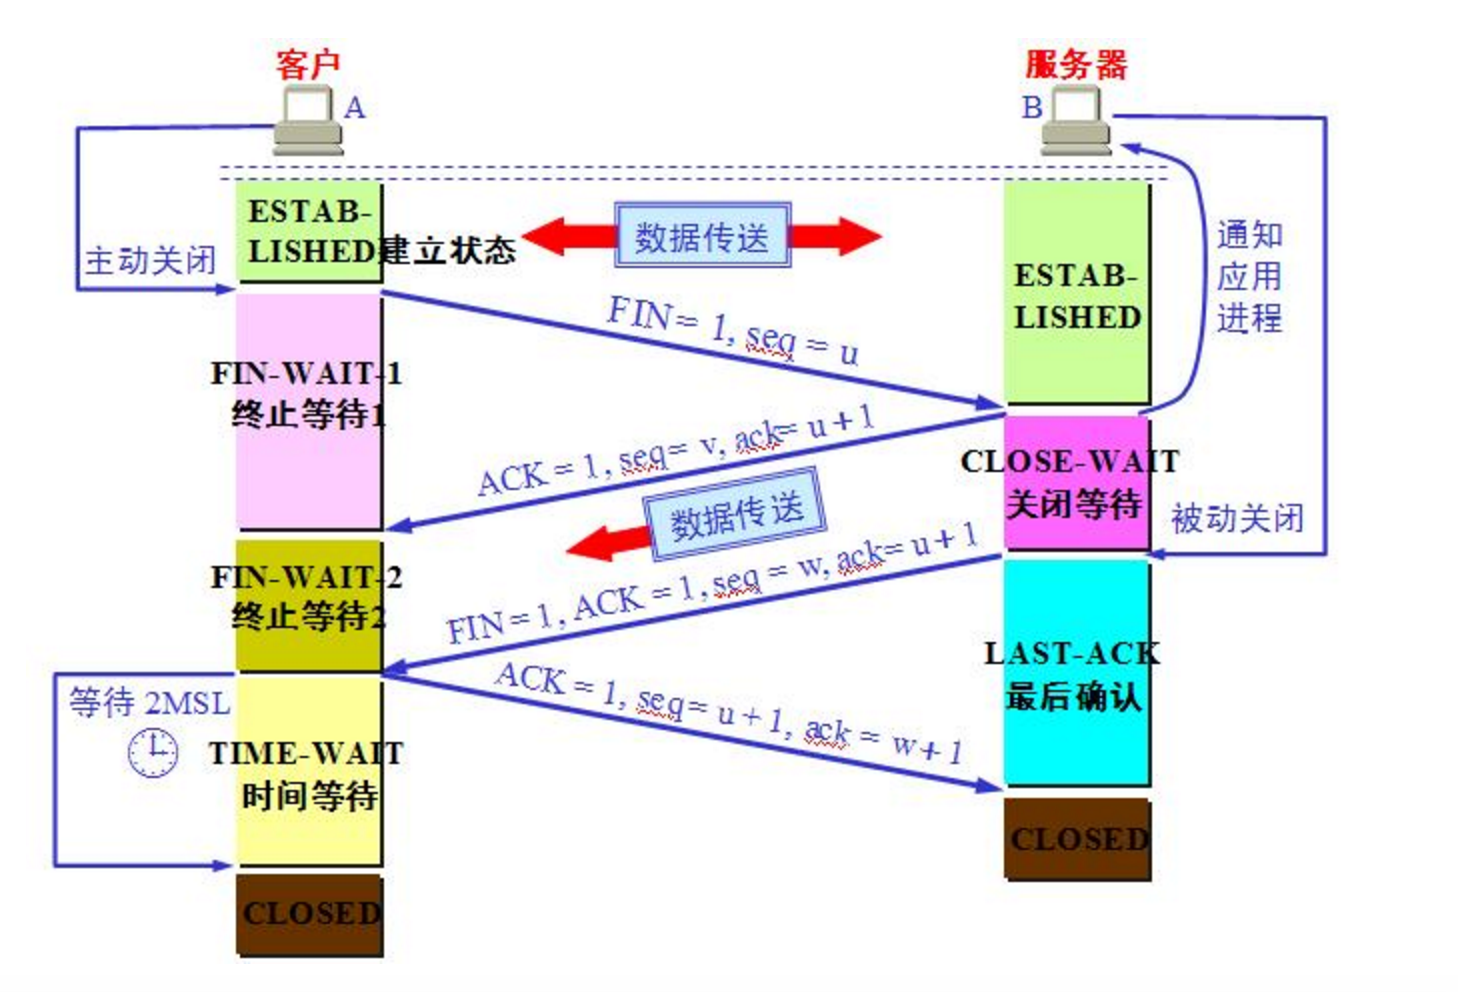 客户
服务器
A
B
ESTAB-
LISHED建立状态
主动关闭
数据传送
ESTAB-
LISHED
通知
应用
进程
FIN = 1, seq = u
FIN-WAIT-1
终止等待1
ACK = 1, seq = v, ack= u + 1
CLOSE-WAIT
关闭等待
被动关闭
数据传送
FIN-WAIT-2
终止等待2
FIN = 1, ACK = 1, seq = w, ack= u + 1
LAST-ACK
最后确认
ACK = 1, seq = u + 1, ack = w + 1
等待 2MSL
TIME-WAIT
时间等待
CLOSED
CLOSED